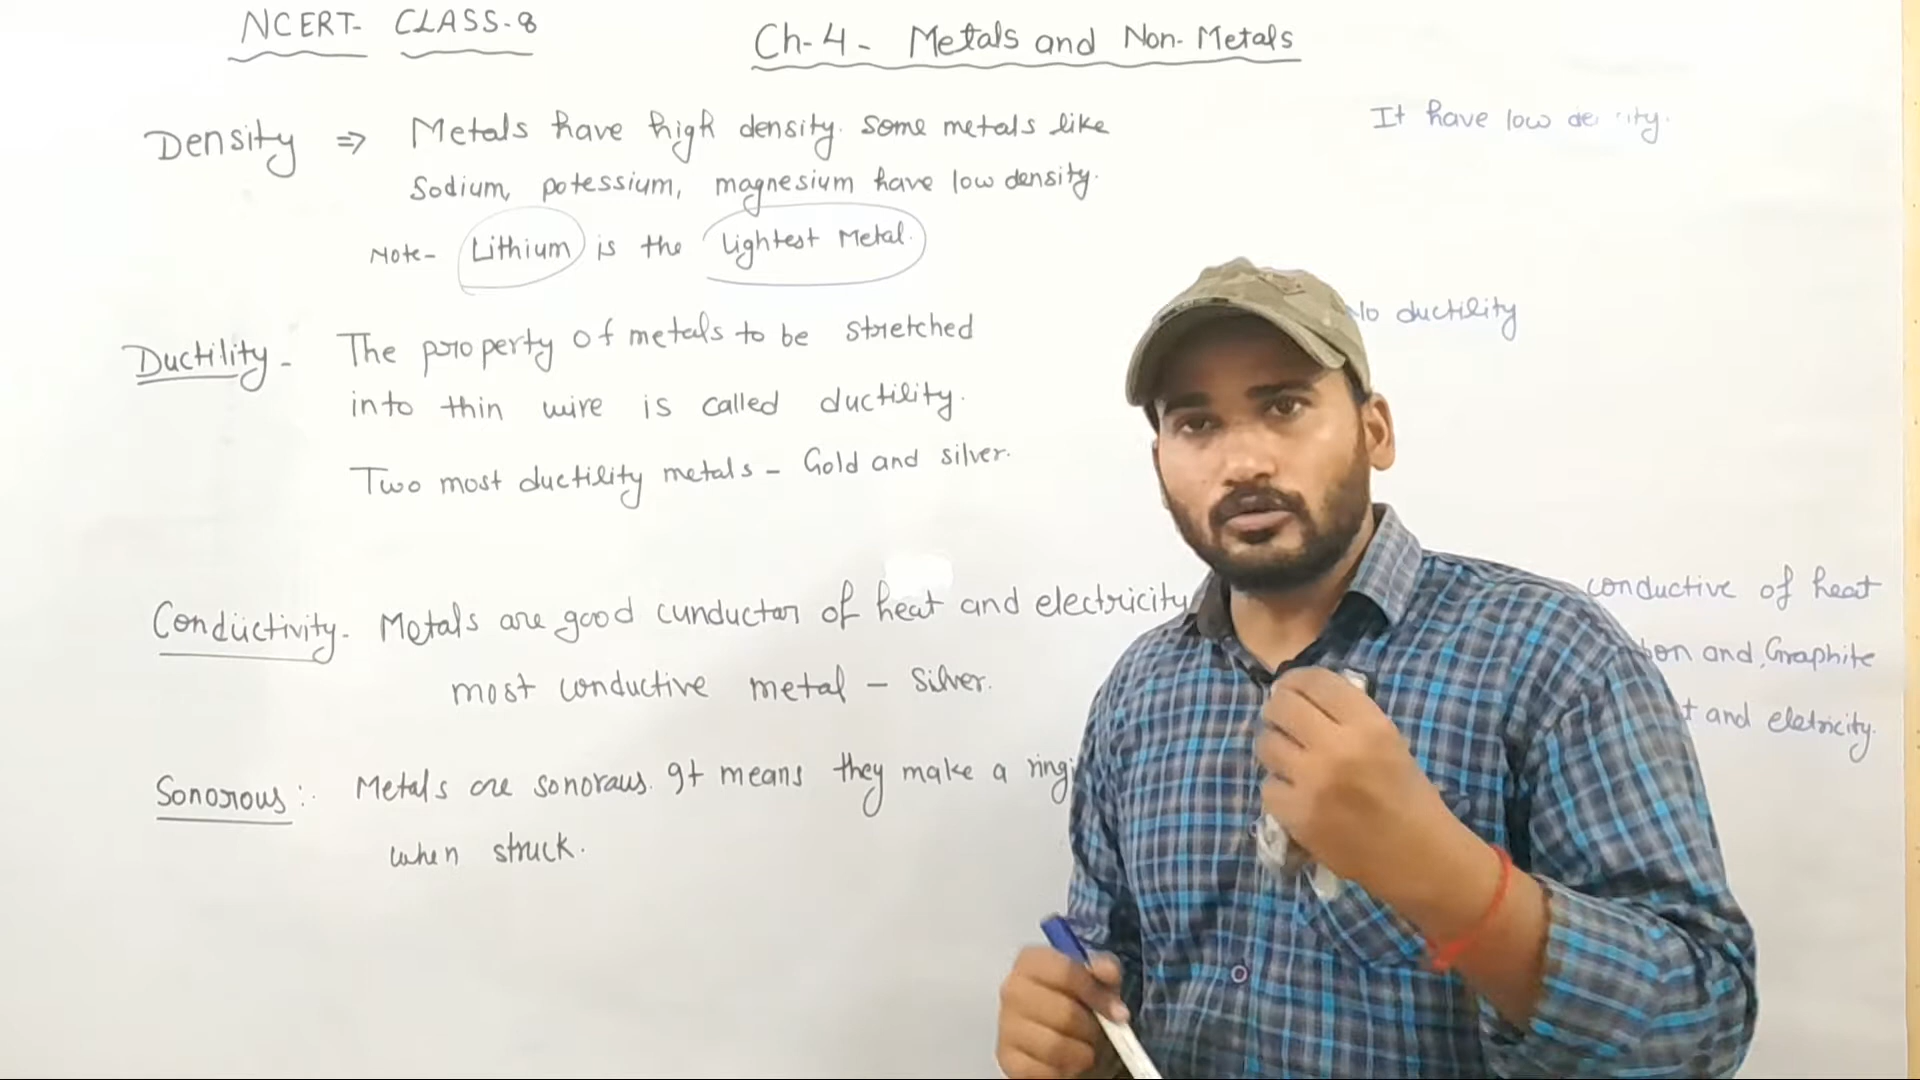 NCERT- CLASS-8
Ch-4- Metals and Non-Metals
Density ⇒ Metals have high density. Some metals like
Sodium, potessium, magnesium have low density.
Note- Lithium is the Lightest Metal.
It have low
Ductility- The property of metals to be stretched
into thin wire is called ductility.
Two most ductility metals - Gold and silver.
ductility
Conductivity- Metals are good cunductor of heat and electricity
most conductive metal - Silver.
conductive of heat
and, Graphite
and eletricity.
Sonorous:- Metals are sonoraus. It means they make a
when struck.